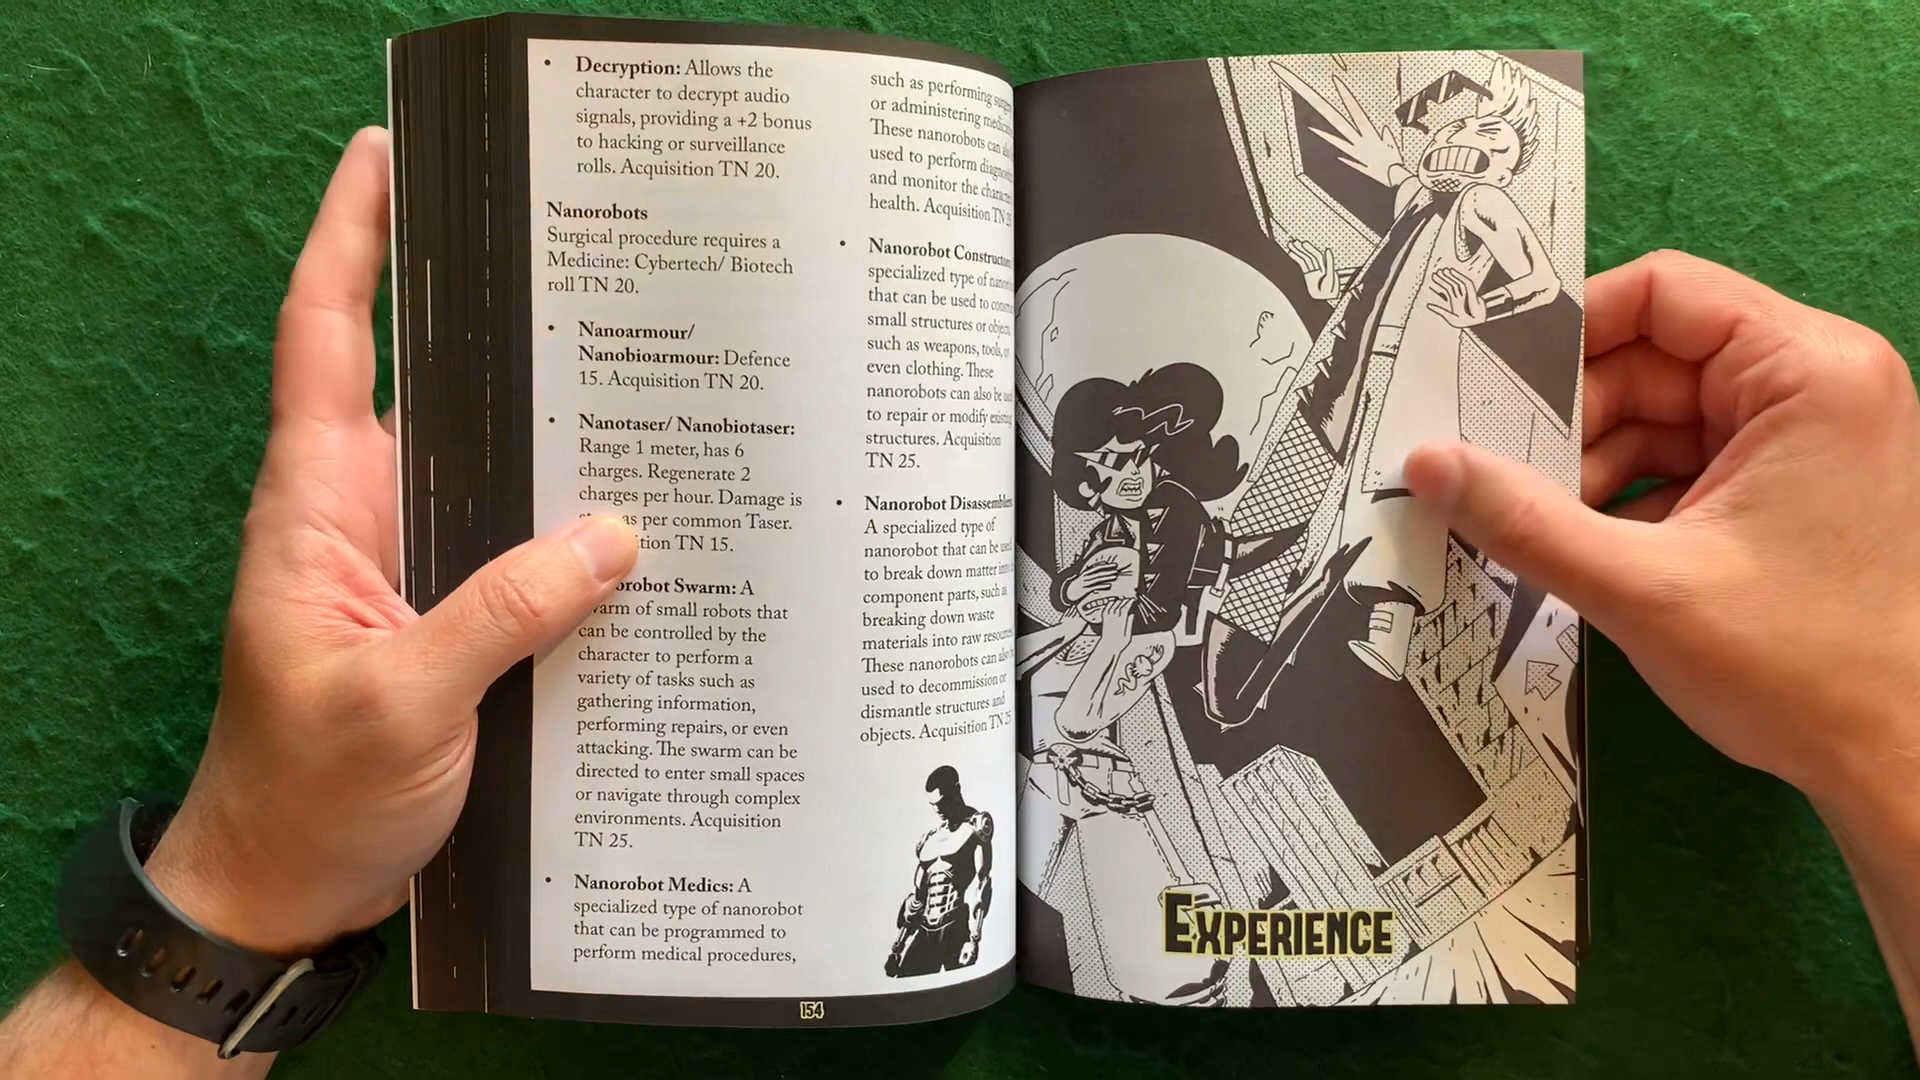 • Decryption: Allows the
character to decrypt audio
signals, providing a +2 bonus
to hacking or surveillance
rolls. Acquisition TN 20.
Nanorobots
Surgical procedure requires a
Medicine: Cybertech/ Biotech
roll TN 20.
• Nanoarmour/
Nanobioarmour: Defence
15. Acquisition TN 20.
• Nanotaser/ Nanobiotaser:
Range 1 meter, has 6
charges. Regenerate 2
charges per hour. Damage is
as per common Taser.
TN 15.
Swarm: A
swarm of small robots that
can be controlled by the
character to perform a
variety of tasks such as
gathering information,
performing repairs, or even
attacking. The swarm can be
directed to enter small spaces
or navigate through complex
environments. Acquisition
TN 25.
• Nanorobot Medics: A
specialized type of nanorobot
that can be programmed to
perform medical procedures,
such as performing
or administering
These nanorobots can
used to perform
and monitor the
health. Acquisition TN
• Nanorobot
specialized type of
that can be used to
small structures or
such as weapons, tools,
even clothing. These
nanorobots can also be
to repair or modify
structures. Acquisition
TN 25.
• Nanorobot
A specialized type of
nanorobot that can be
to break down matter
component parts, such as
breaking down waste
materials into raw
These nanorobots can
used to decommission or
dismantle structures and
objects. Acquisition TN
154
EXPERIENCE